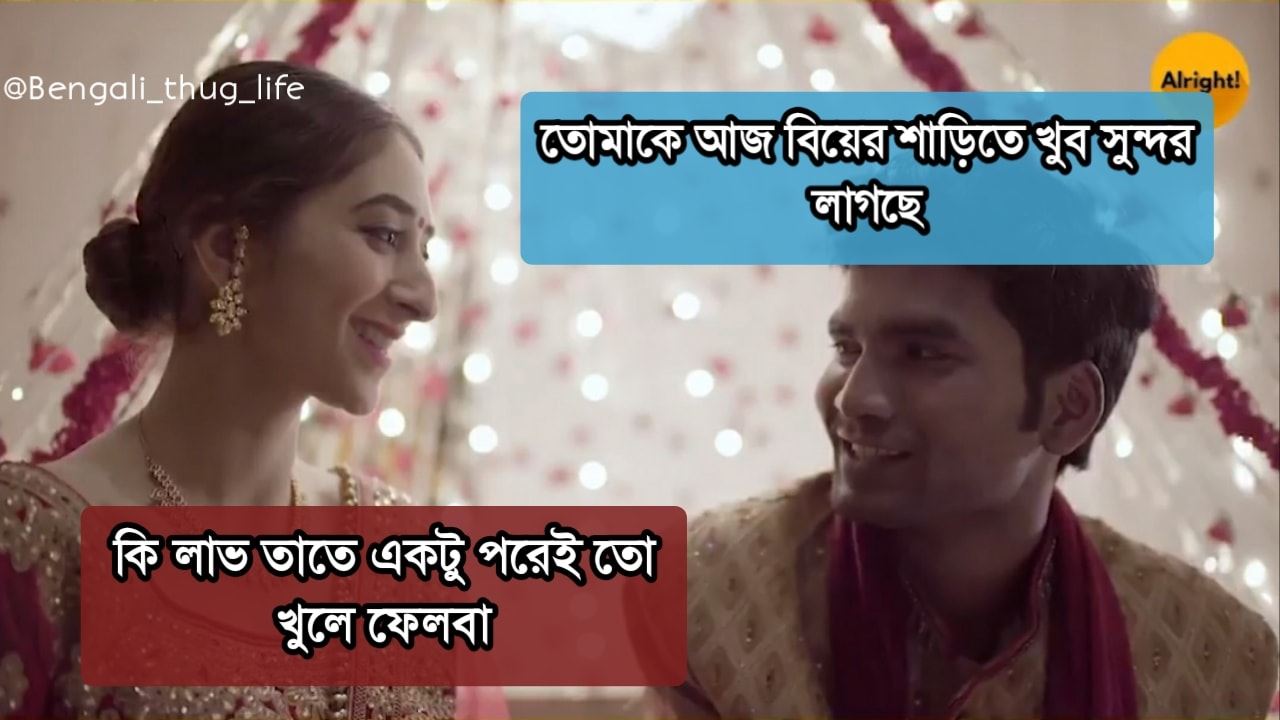 @Bengali_thug_life
Alright!
তোমাকে আজ বিয়ের শাড়িতে খুব সুন্দর
লাগছে
কি লাভ তাতে একটু পরেই তো
খুলে ফেলবা